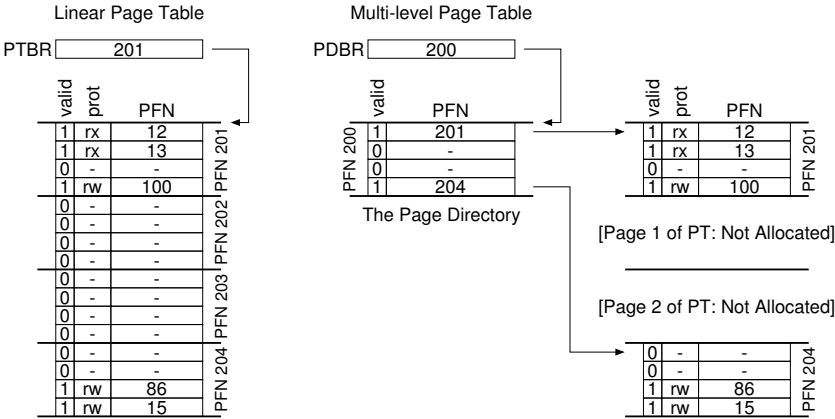 Linear Page Table
PTBR 201
valid prot PFN
1 rx 12
1 rx 13
0 - -
1 rw 100
PFN 201
0 - -
0 - -
0 - -
0 - -
PFN 202
0 - -
0 - -
0 - -
0 - -
PFN 203
0 - -
0 - -
1 rw 86
1 rw 15
PFN 204
Multi-level Page Table
PDBR 200
valid PFN
PFN 200
1 201
0 -
0 -
1 204
The Page Directory
valid prot PFN
1 rx 12
1 rx 13
0 - -
1 rw 100
PFN 201
[Page 1 of PT: Not Allocated]
[Page 2 of PT: Not Allocated]
0 - -
0 - -
1 rw 86
1 rw 15
PFN 204